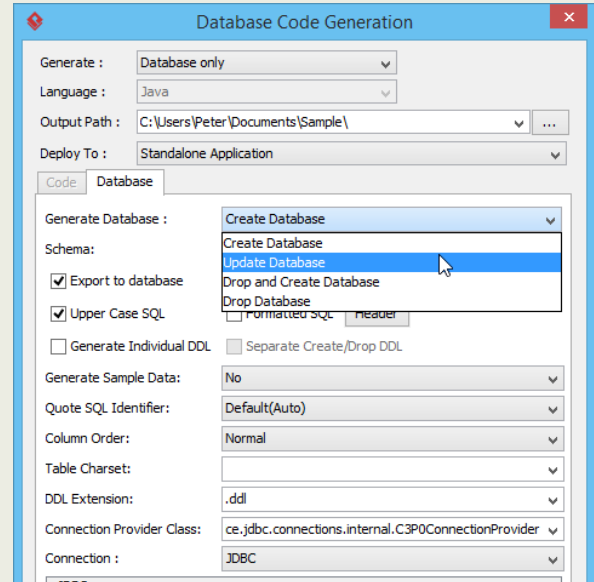 Database Code Generation
Generate : Database only
Language : Java
Output Path : C:\Users\Peter\Documents\Sample\ ...
Deploy To : Standalone Application
Code Database
Generate Database : Create Database
Create Database
Schema:
Update Database
Export to database
Drop and Create Database
Drop Database
Upper Case SQL Formatted SQL Header
Generate Individual DDL Separate Create/Drop DDL
Generate Sample Data: No
Quote SQL Identifier: Default(Auto)
Column Order: Normal
Table Charset:
DDL Extension: .ddl
Connection Provider Class: ce.jdbc.connections.internal.C3P0ConnectionProvider
Connection : JDBC